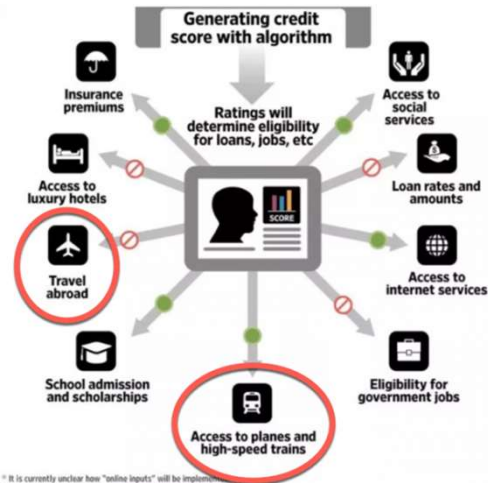 Generating credit
score with algorithm
Ratings will
determine eligibility
for loans, jobs, etc
Insurance
premiums
Access to
social
services
Access to
luxury hotels
Loan rates and
amounts
SCORE
Travel
abroad
Access to
internet services
School admission
and scholarships
Eligibility for
government jobs
Access to planes and
high-speed trains
* It is currently unclear how "online inputs" will be